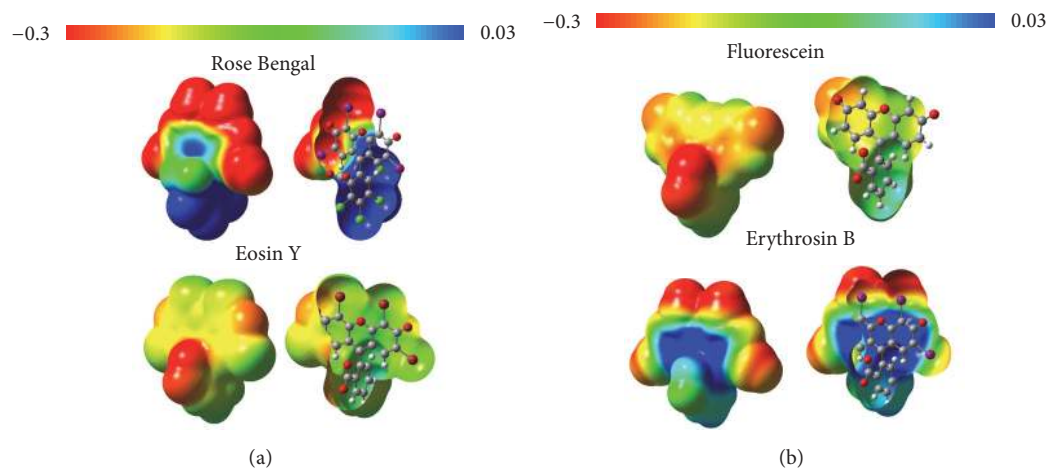 −0.3 0.03
Rose Bengal
Eosin Y
(a)
−0.3 0.03
Fluorescein
Erythrosin B
(b)